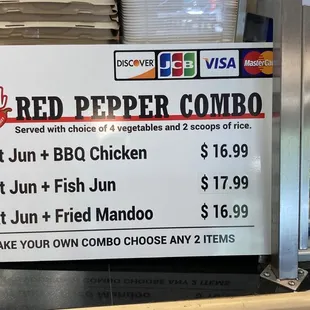 DISCOVER JCB VISA MasterCard
RED PEPPER COMBO
Served with choice of 4 vegetables and 2 scoops of rice.
t Jun + BBQ Chicken $ 16.99
t Jun + Fish Jun $ 17.99
t Jun + Fried Mandoo $ 16.99
AKE YOUR OWN COMBO CHOOSE ANY 2 ITEMS